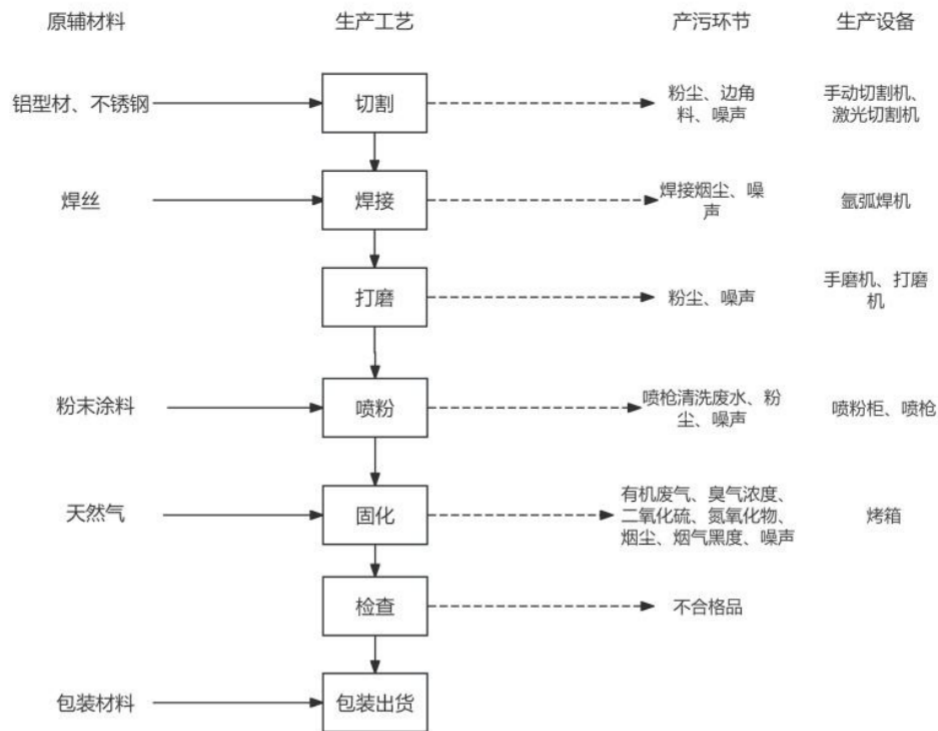 原辅材料 生产工艺 产污环节 生产设备
铝型材、不锈钢 切割 粉尘、边角
料、噪声 手动切割机、
激光切割机
焊丝 焊接 焊接烟尘、噪
声 氩弧焊机
打磨 粉尘、噪声 手磨机、打磨
机
粉末涂料 喷粉 喷枪清洗废水、粉
尘、噪声 喷粉柜、喷枪
天然气 固化 有机废气、臭气浓度、
二氧化硫、氮氧化物、
烟尘、烟气黑度、噪声 烤箱
检查 不合格品
包装材料 包装出货